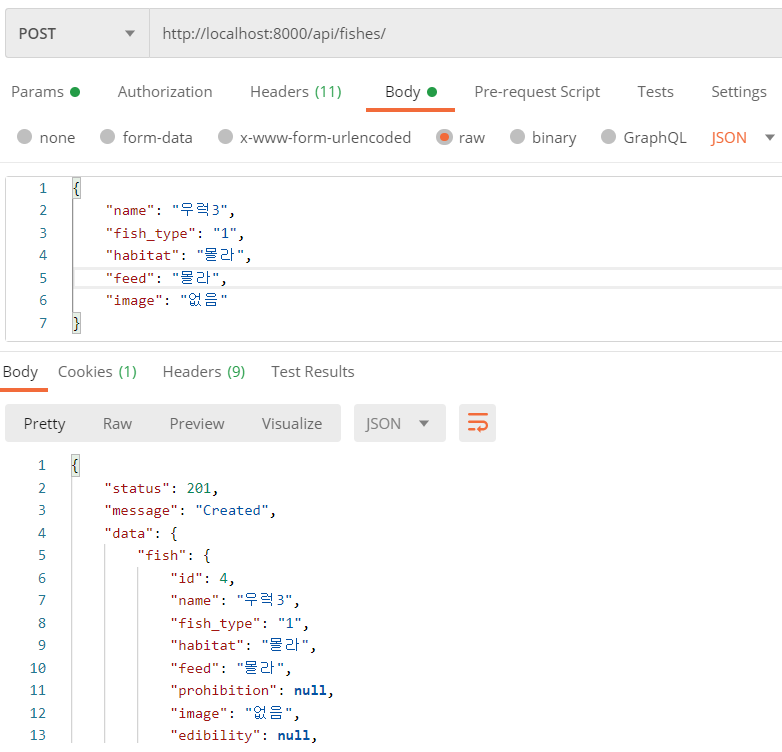 POST http://localhost:8000/api/fishes/
Params Authorization Headers (11) Body Pre-request Script Tests Settings
none form-data x-www-form-urlencoded raw binary GraphQL JSON
1 {
2 "name": "우럭3",
3 "fish_type": "1",
4 "habitat": "몰라",
5 "feed": "몰라",
6 "image": "없음"
7 }
Body Cookies (1) Headers (9) Test Results
Pretty Raw Preview Visualize JSON
1 {
2 "status": 201,
3 "message": "Created",
4 "data": {
5 "fish": {
6 "id": 4,
7 "name": "우럭3",
8 "fish_type": "1",
9 "habitat": "몰라",
10 "feed": "몰라",
11 "prohibition": null,
12 "image": "없음",
13 "edibility": null,